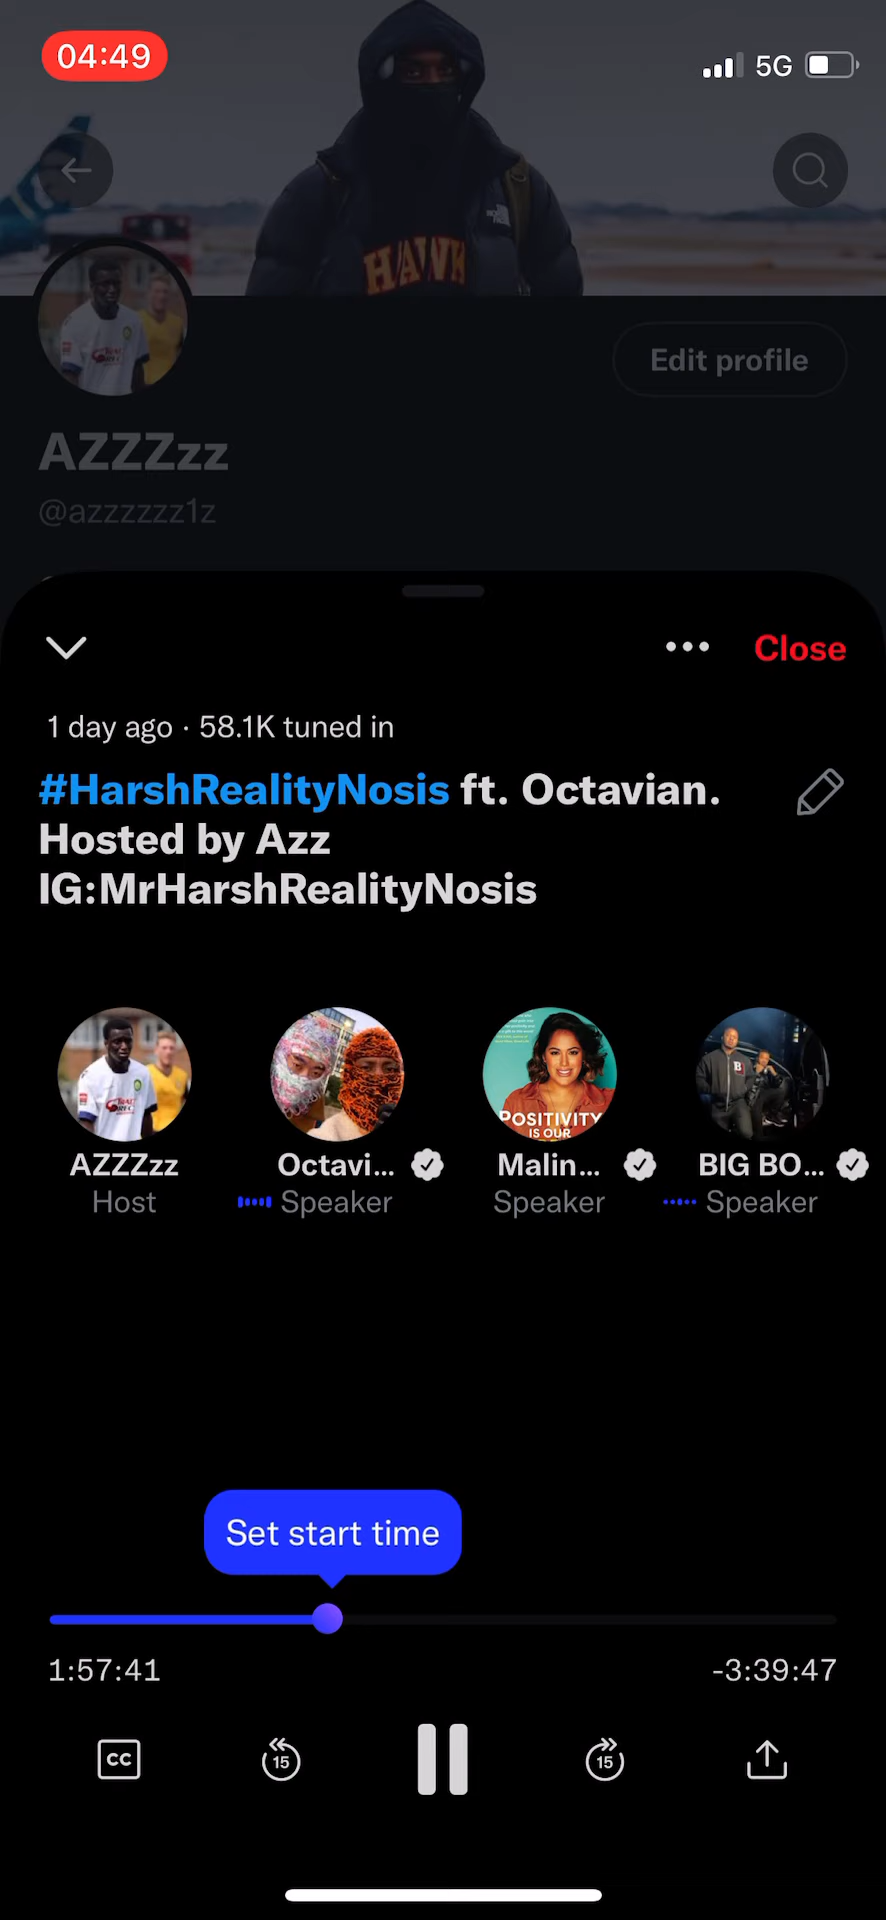 04:49
5G
HAWK
Edit profile
AZZZzz
@azzzzzz1z
Close
1 day ago · 58.1K tuned in
#HarshRealityNosis ft. Octavian.
Hosted by Azz
IG:MrHarshRealityNosis
POSITIVITY
IS OUR
B
AZZZzz
Octavi...
Malin...
BIG BO...
Host
Speaker
Speaker
Speaker
Set start time
1:57:41
-3:39:47
CC
15
15